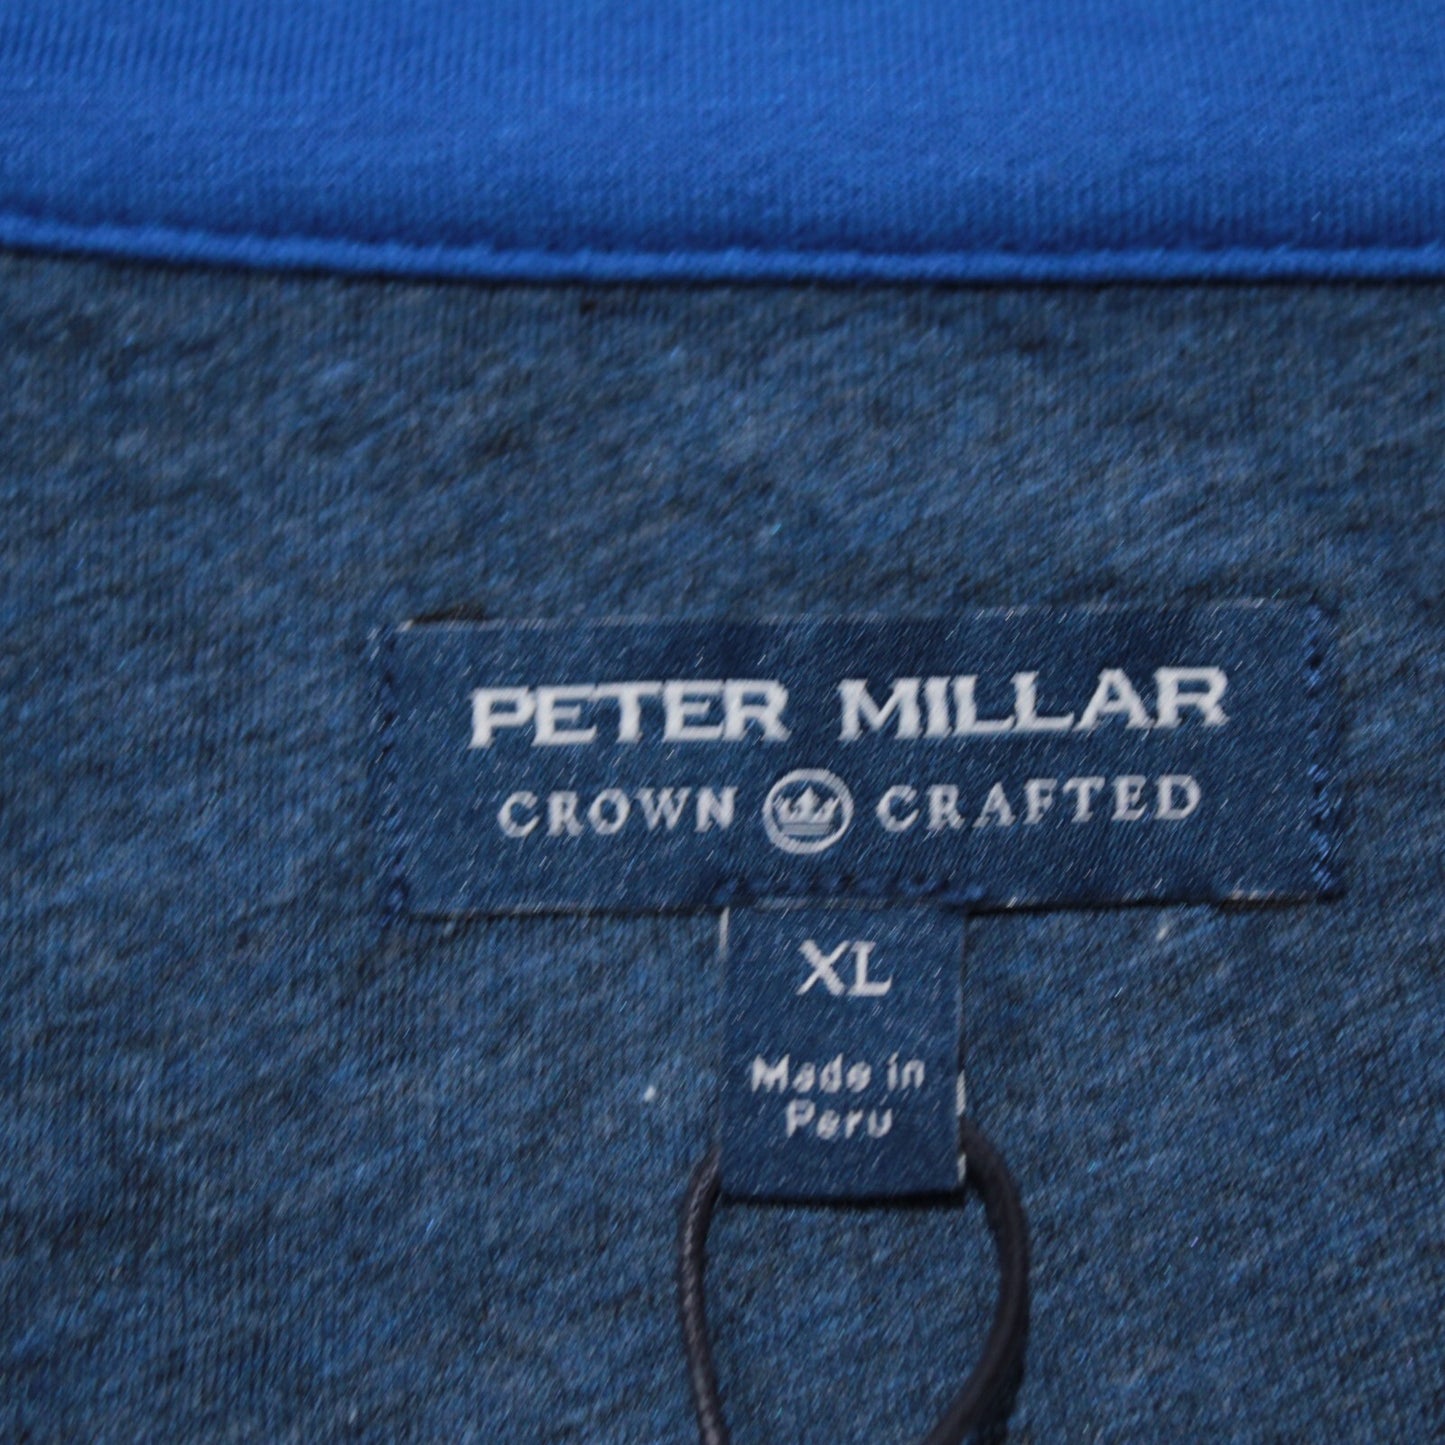 PETER MILLAR
CROWN CRAFTED
XL
Made in
Peru